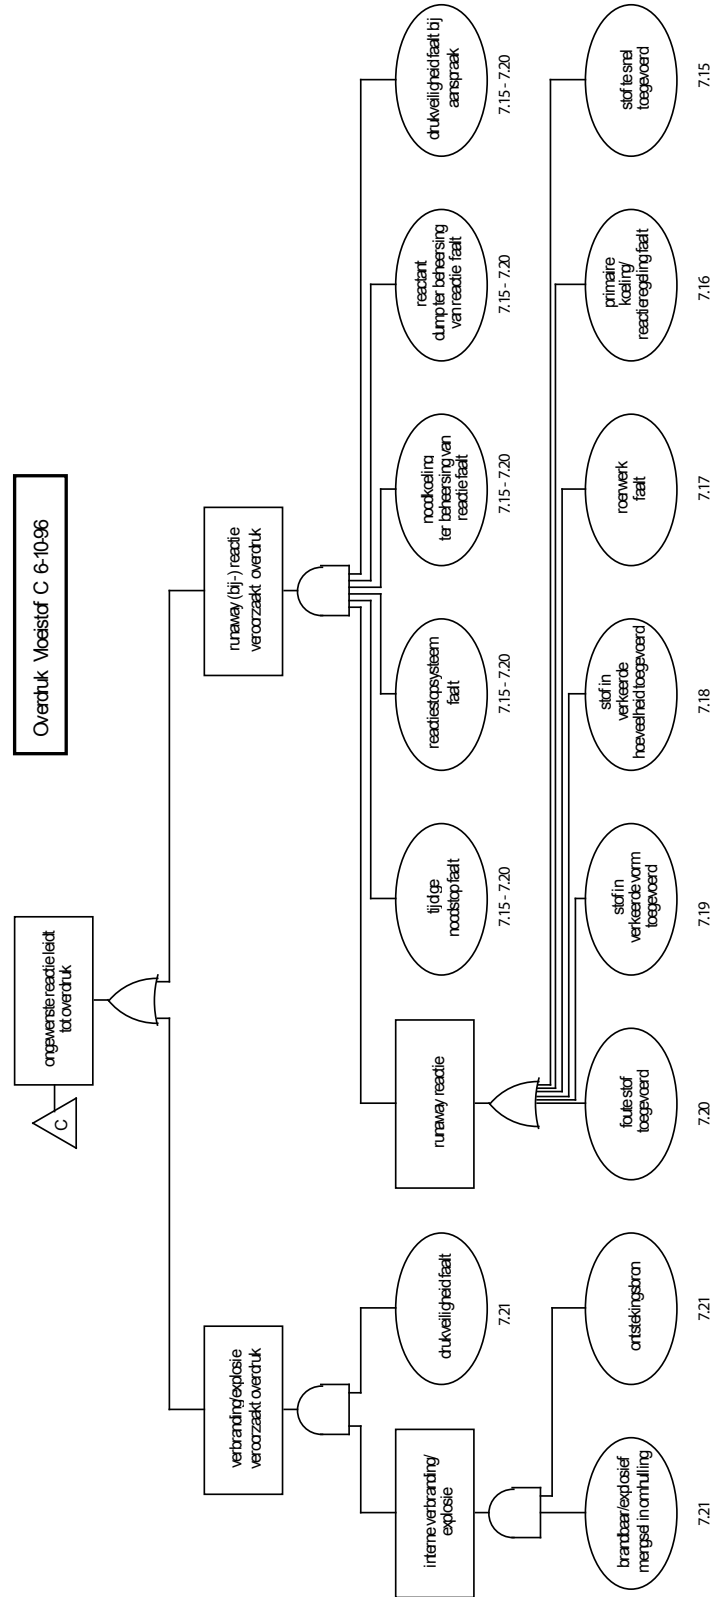 Overdruk Vloeistof C 6-10-96
C
ongewenste reactie leidt
tot overdruk
verbranding/explosie
veroorzaakt overdruk
runaway (bij-) reactie
veroorzaakt overdruk
interne verbranding/
explosie
drukveiligheid faalt
7.21
runaway reactie
tijdige
noodstop faalt
7.15 - 7.20
reactiestopsysteem
faalt
7.15 - 7.20
noodkoeling
ter beheersing van
reactie faalt
7.15 - 7.20
reactant
dump ter beheersing
van reactie faalt
7.15 - 7.20
drukveiligheid faalt bij
aanspraak
7.15 - 7.20
brandbaar/explosief
mengsel in omhulling
7.21
ontstekingsbron
7.21
foute stof
toegevoerd
7.20
stof in
verkeerde vorm
toegevoerd
7.19
stof in
verkeerde
hoeveelheid toegevoerd
7.18
roerwerk
faalt
7.17
primaire
koeling/
reactieregeling faalt
7.16
stof te snel
toegevoerd
7.15